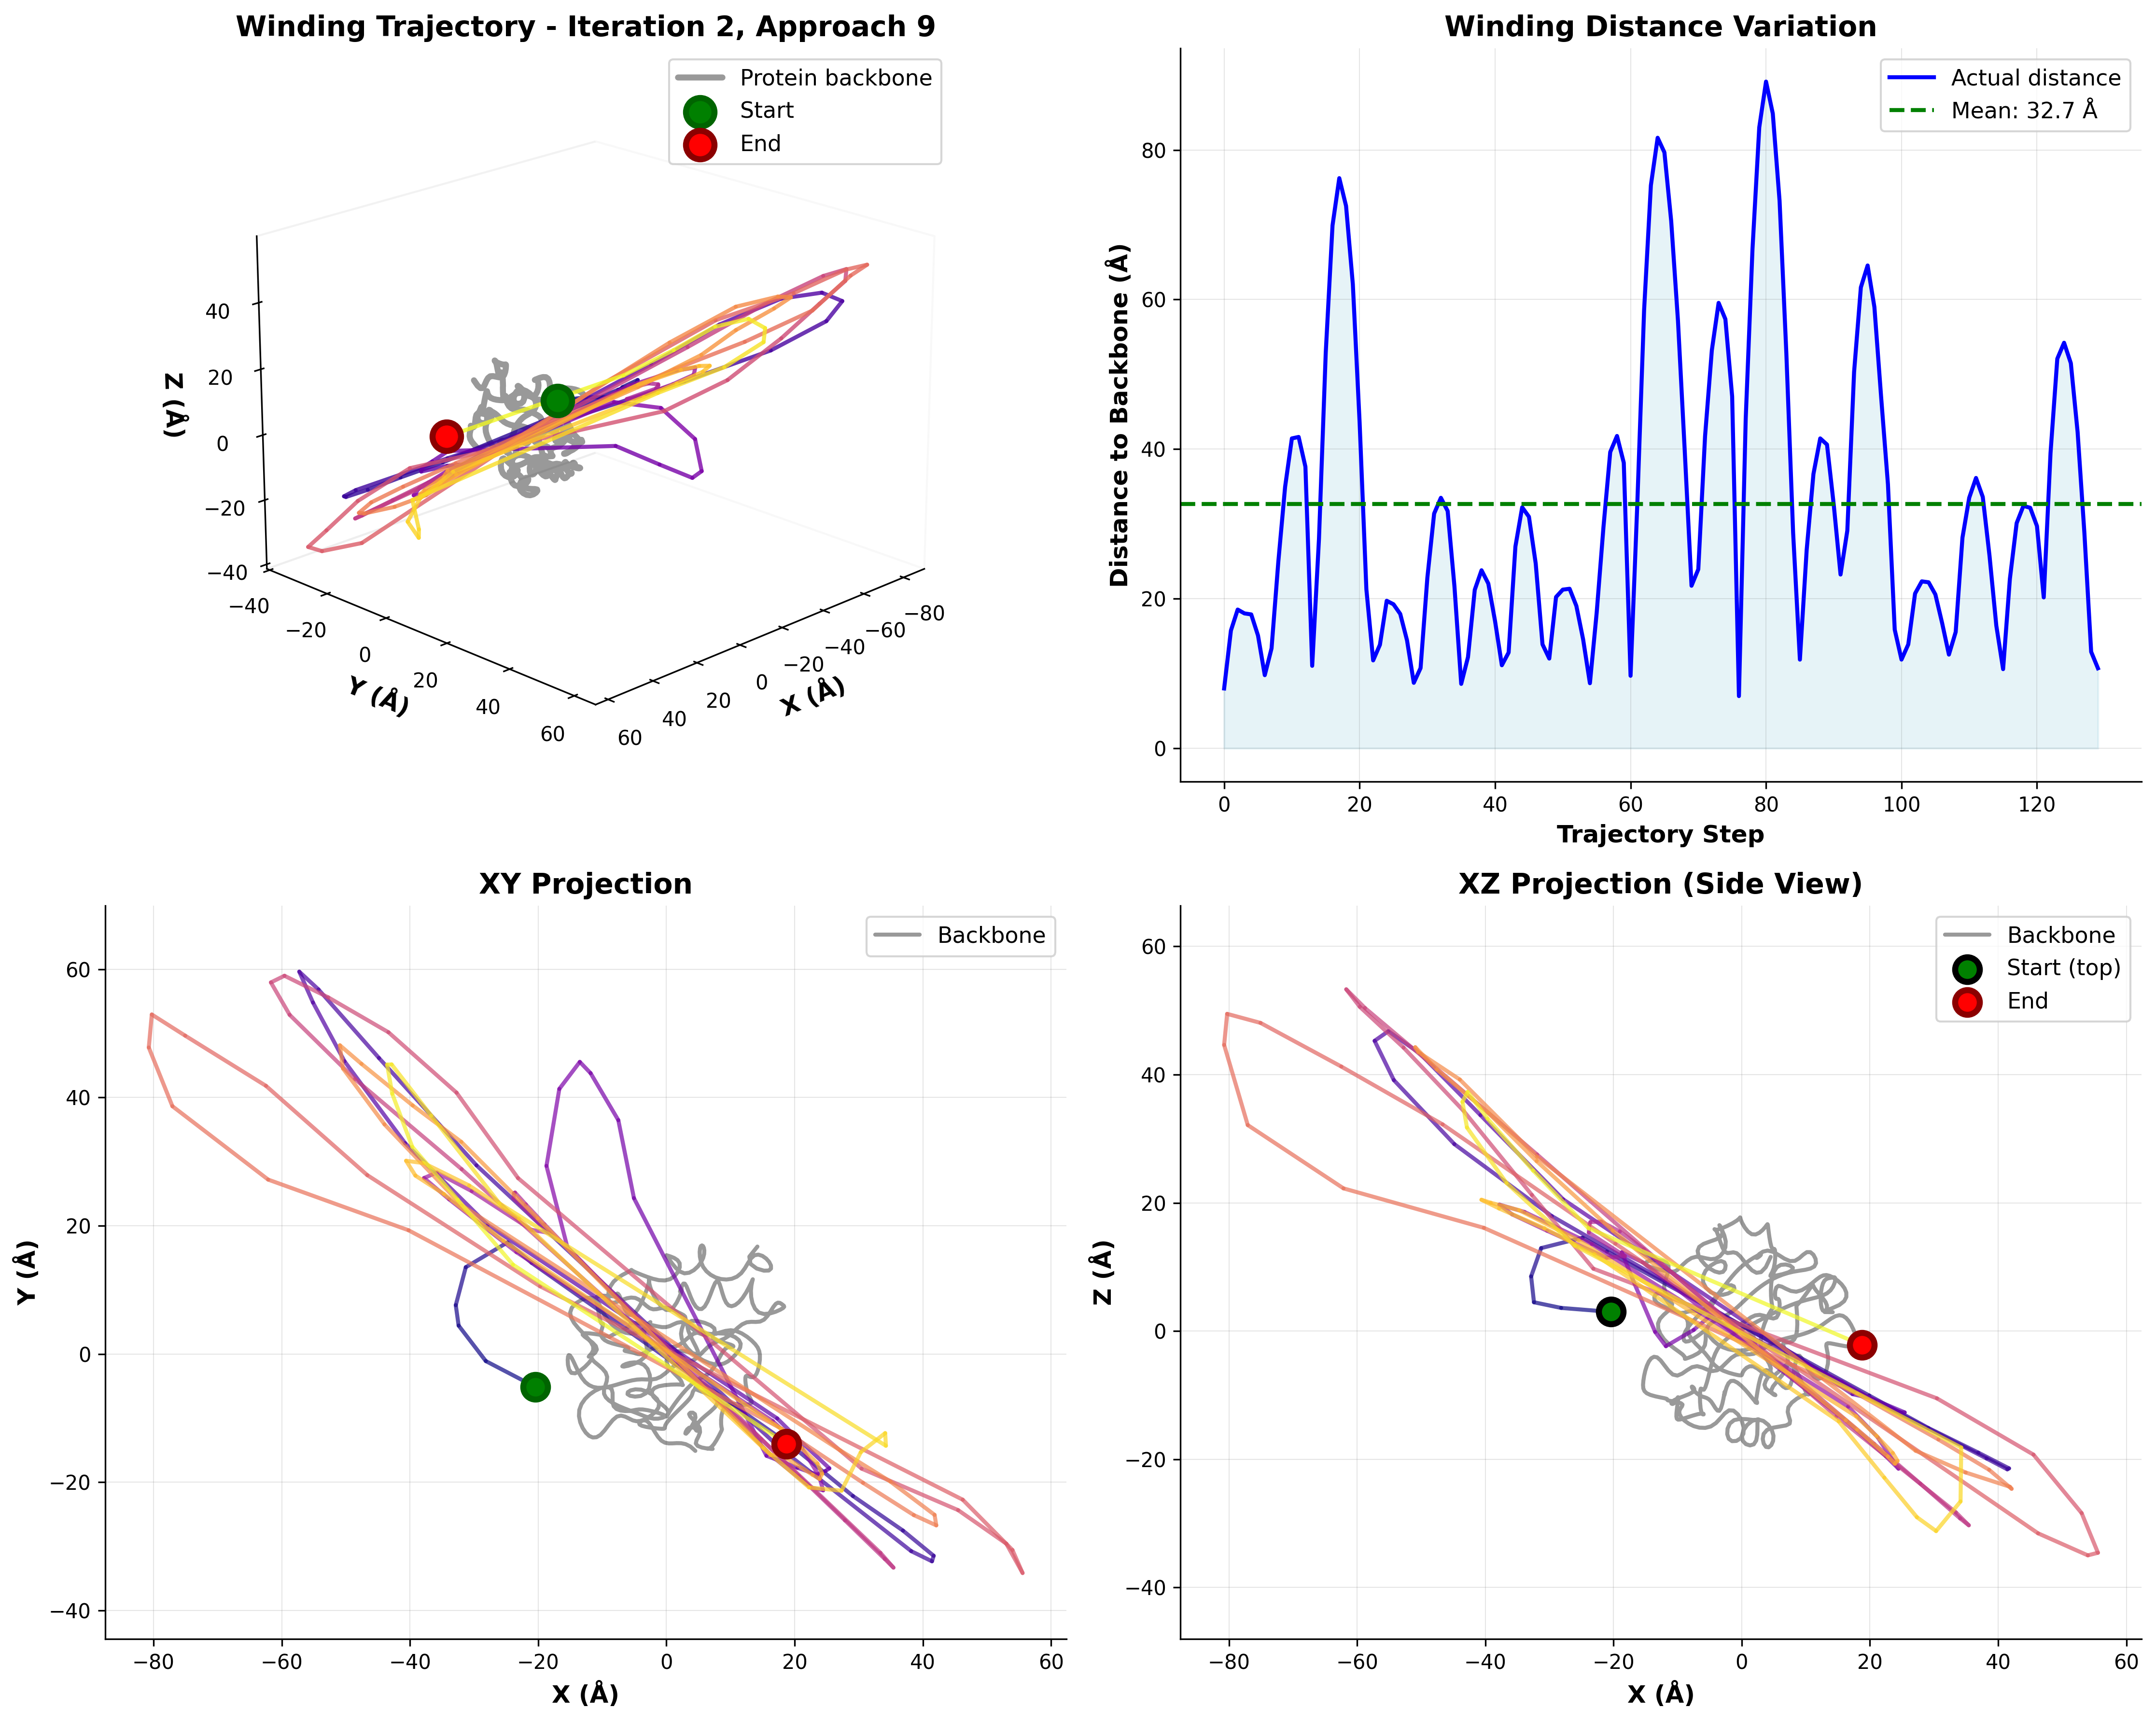 Winding Trajectory - Iteration 2, Approach 9
Protein backbone
Start
End
Z (Å)
40
20
0
−20
−40
−40
−20
0
20
40
60
Y (Å)
60
40
20
0
−20
−40
−60
−80
X (Å)
Winding Distance Variation
Actual distance
Mean: 32.7 Å
Distance to Backbone (Å)
80
60
40
20
0
0 20 40 60 80 100 120
Trajectory Step
XY Projection
Backbone
Y (Å)
60
40
20
0
−20
−40
−80 −60 −40 −20 0 20 40 60
X (Å)
XZ Projection (Side View)
Backbone
Start (top)
End
Z (Å)
60
40
20
0
−20
−40
−80 −60 −40 −20 0 20 40 60
X (Å)